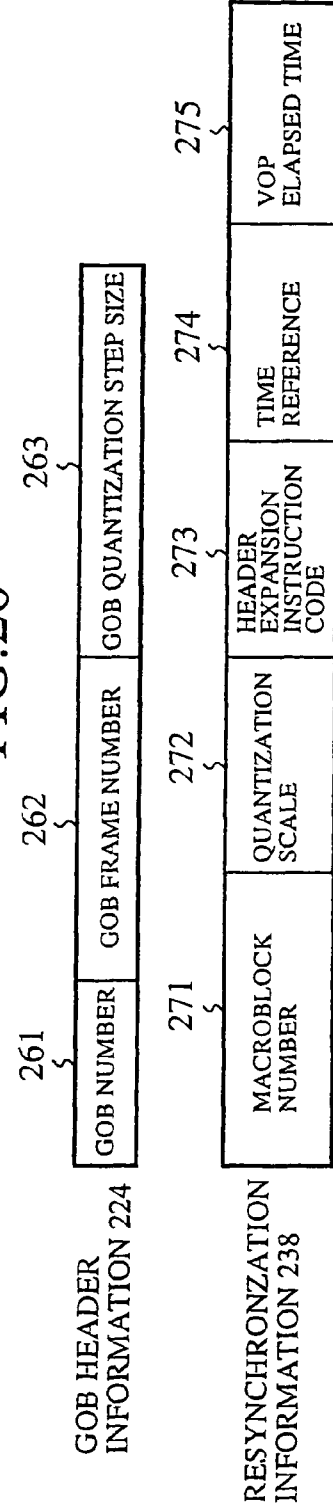 FIG.20
GOB HEADER
INFORMATION 224
261
262
263
GOB NUMBER
GOB FRAME NUMBER
GOB QUANTIZATION STEP SIZE
RESYNCHRONZATION
INFORMATION 238
271
272
273
274
275
MACROBLOCK
NUMBER
QUANTIZATION
SCALE
HEADER
EXPANSION
INSTRUCTION
CODE
TIME
REFERENCE
VOP
ELAPSED TIME